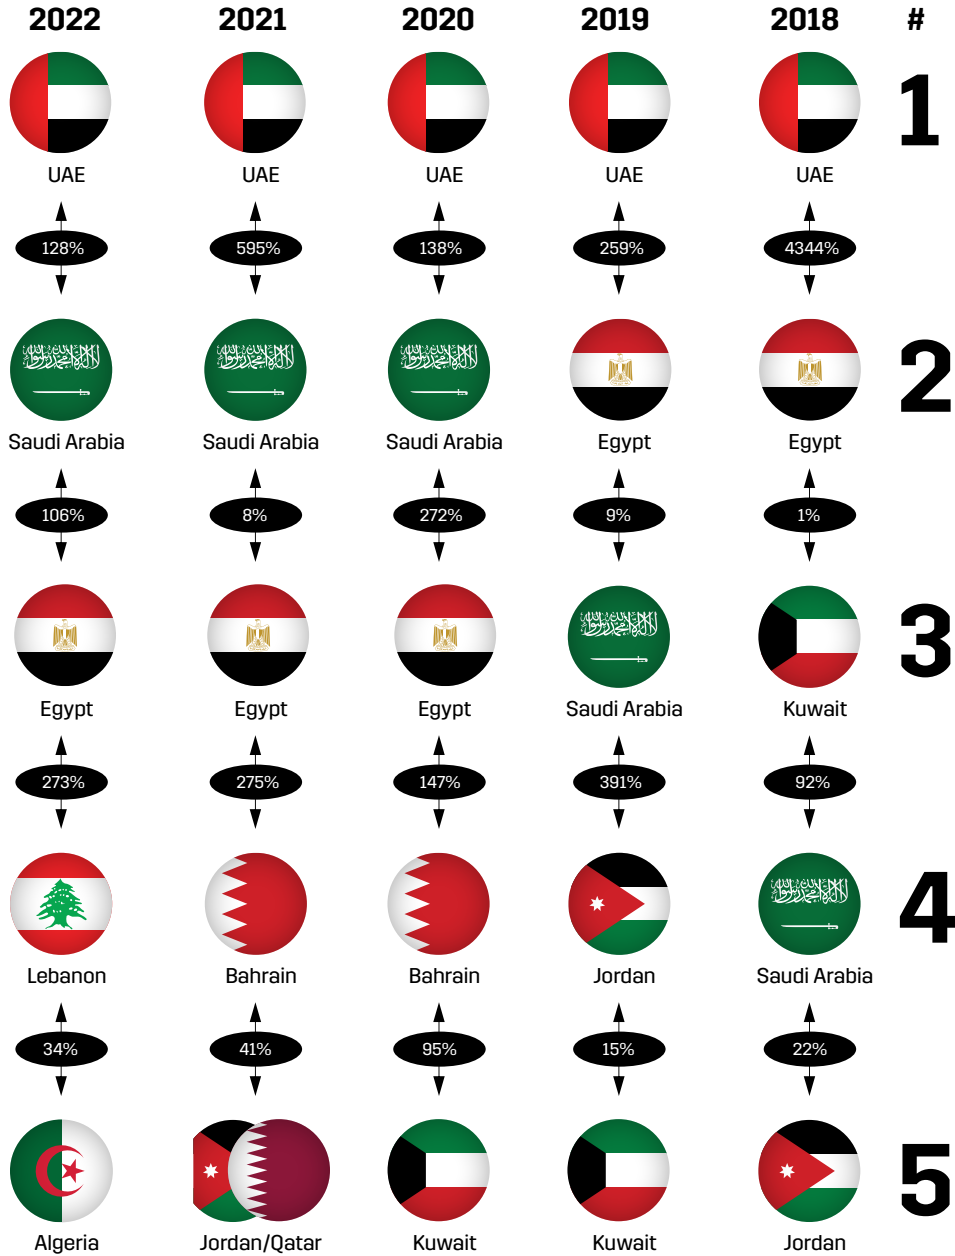 2022 2021 2020 2019 2018 #
1
UAE UAE UAE UAE UAE
128% 595% 138% 259% 4344%
2
Saudi Arabia Saudi Arabia Saudi Arabia Egypt Egypt
106% 8% 272% 9% 1%
3
Egypt Egypt Egypt Saudi Arabia Kuwait
273% 275% 147% 391% 92%
4
Lebanon Bahrain Bahrain Jordan Saudi Arabia
34% 41% 95% 15% 22%
5
Algeria Jordan/Qatar Kuwait Kuwait Jordan